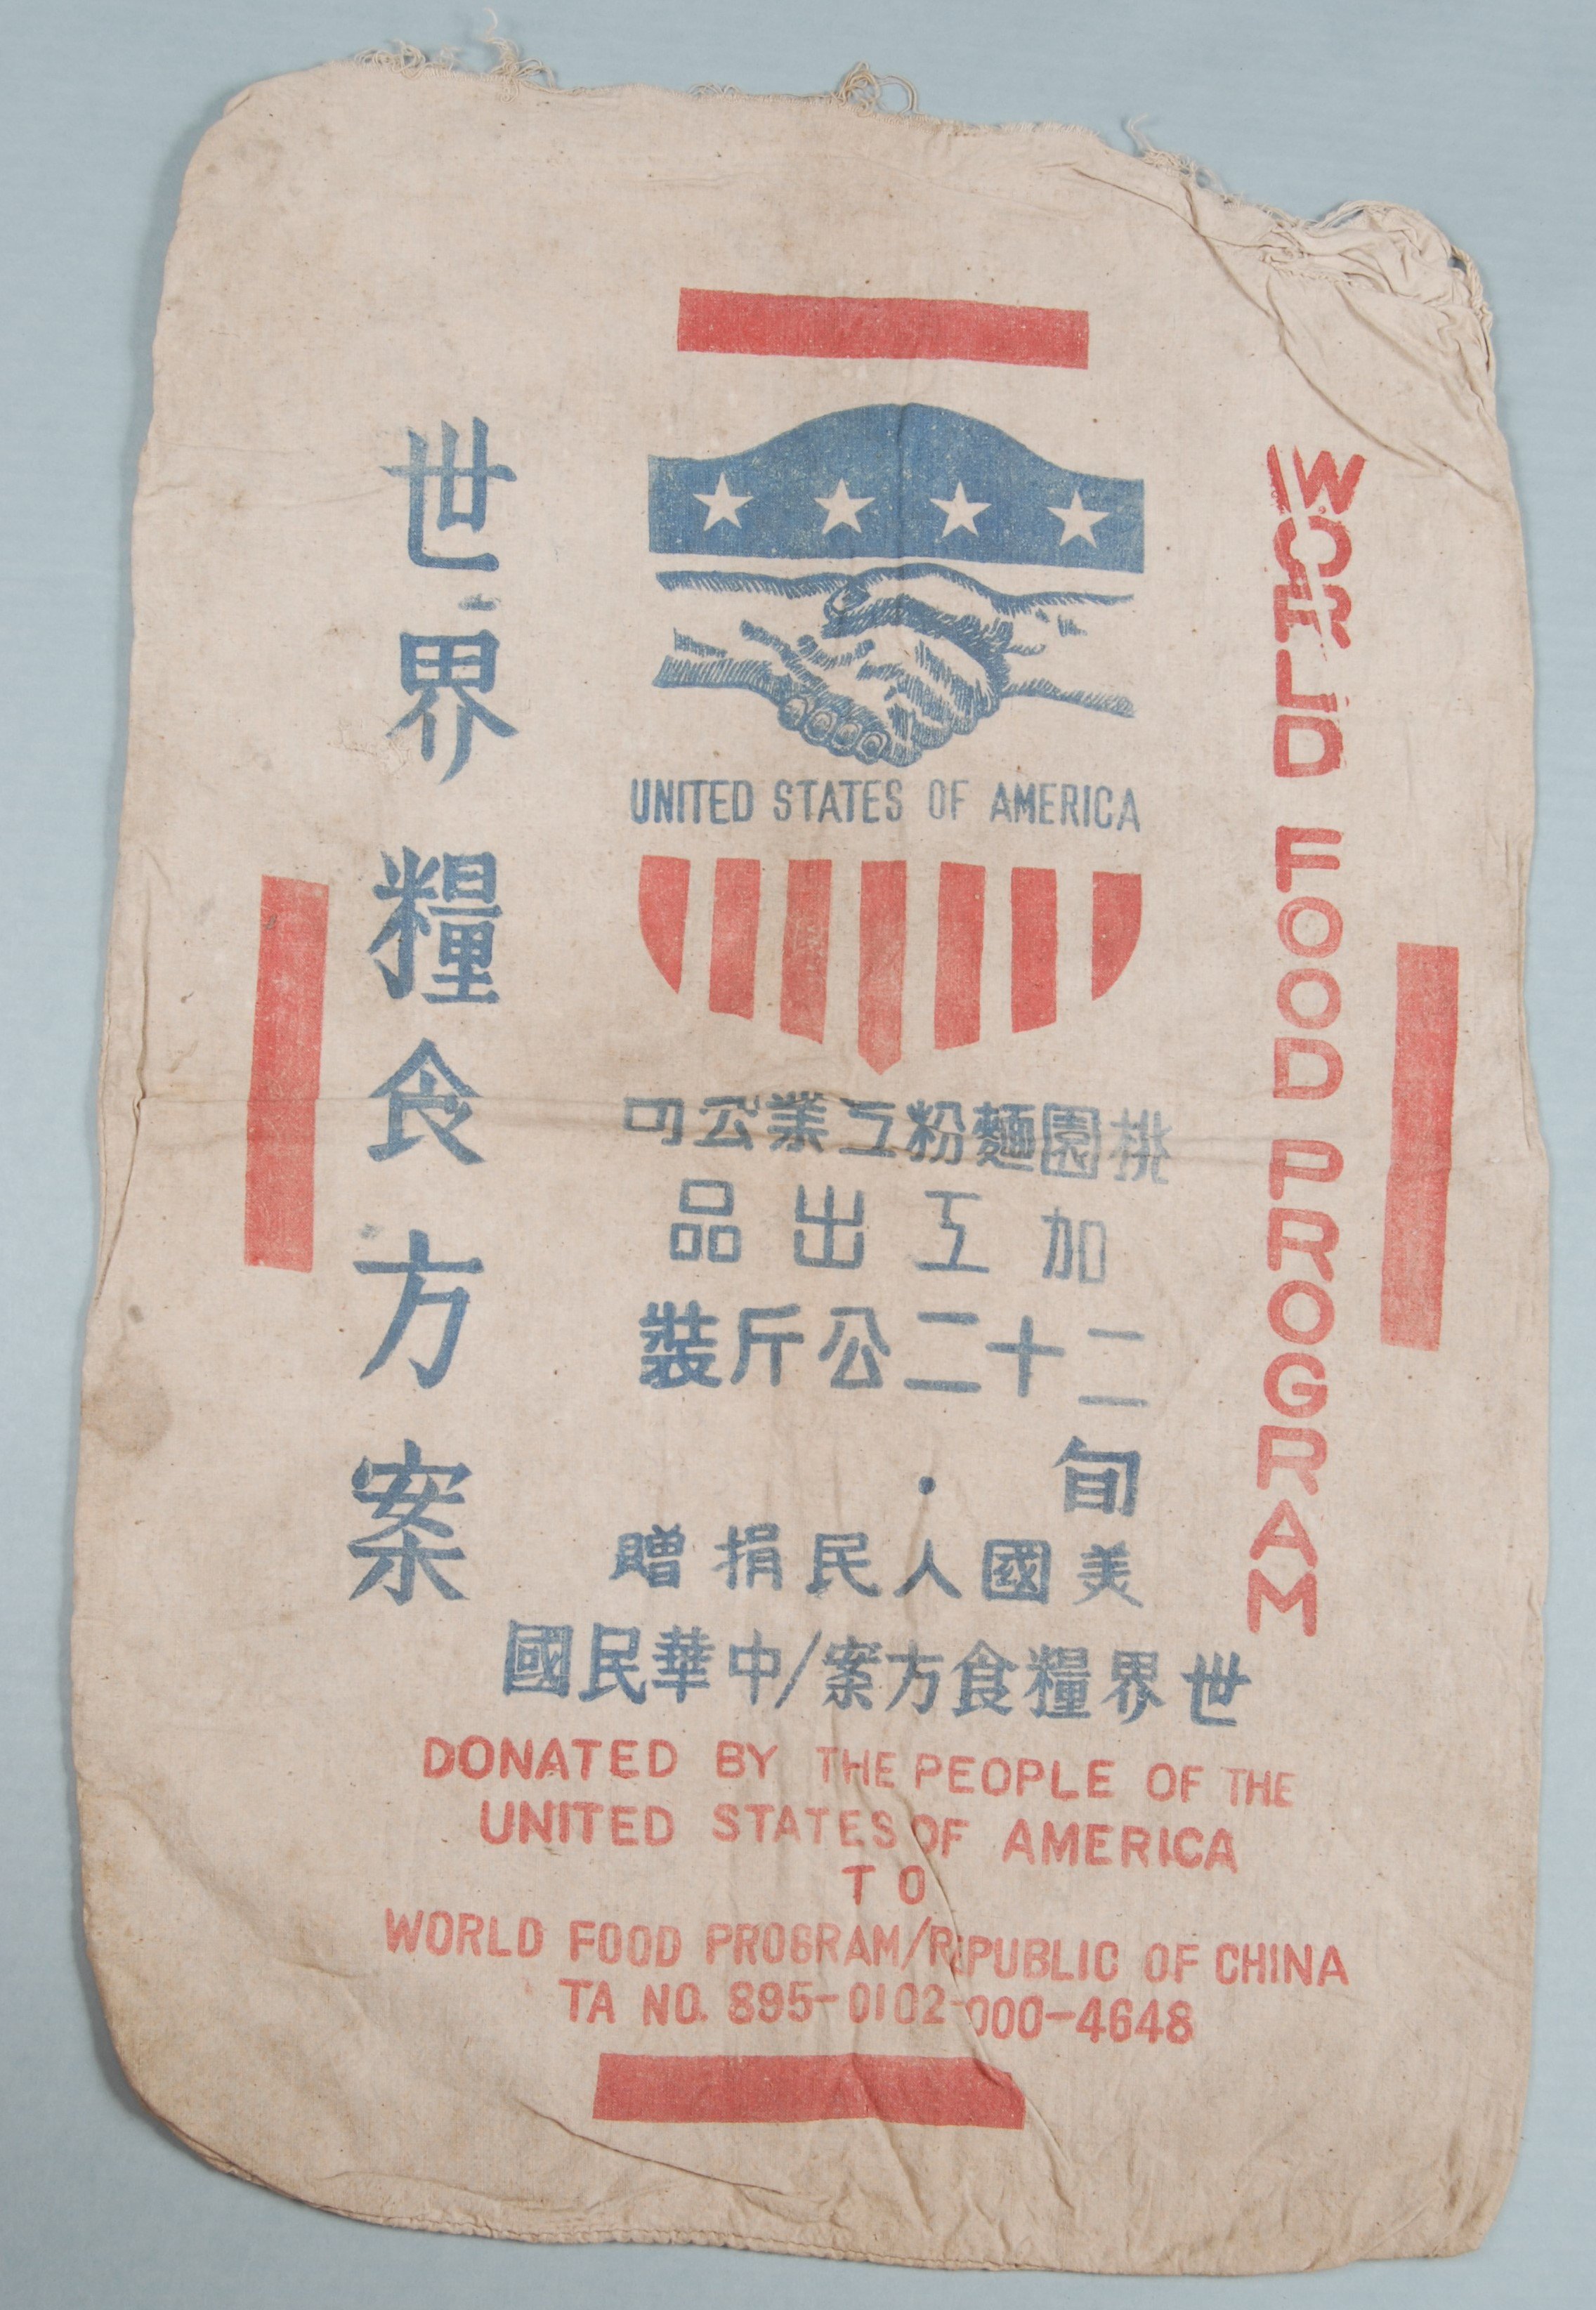 世界糧食方案
UNITED STATES OF AMERICA
WORLD FOOD PROGRAM
桃園麵粉工業公司
加工出品
二十二公斤裝
旬
美國人民捐贈
世界糧食方案/中華民國
DONATED BY THE PEOPLE OF THE
UNITED STATES OF AMERICA
TO
WORLD FOOD PROGRAM/REPUBLIC OF CHINA
TA NO. 895-0102-000-4648